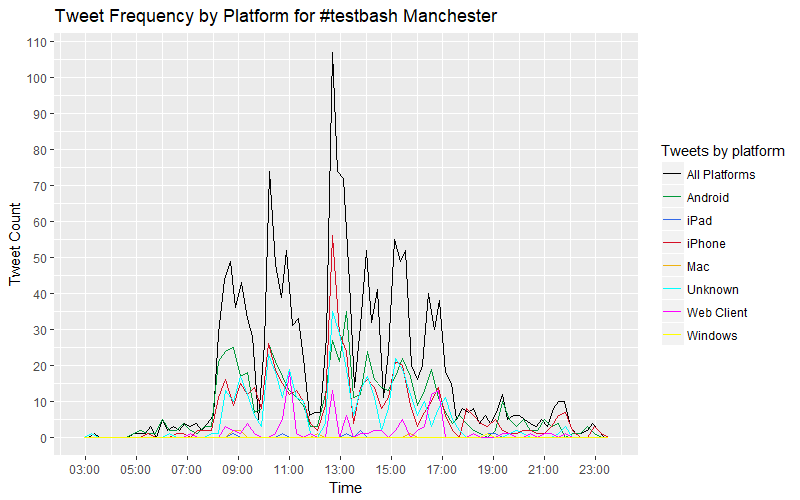 Tweet Frequency by Platform for #testbash Manchester
110
100
90
80
70
60
50
40
30
20
10
0
Tweet Count
03:00 05:00 07:00 09:00 11:00 13:00 15:00 17:00 19:00 21:00 23:00
Time
Tweets by platform
All Platforms
Android
iPad
iPhone
Mac
Unknown
Web Client
Windows